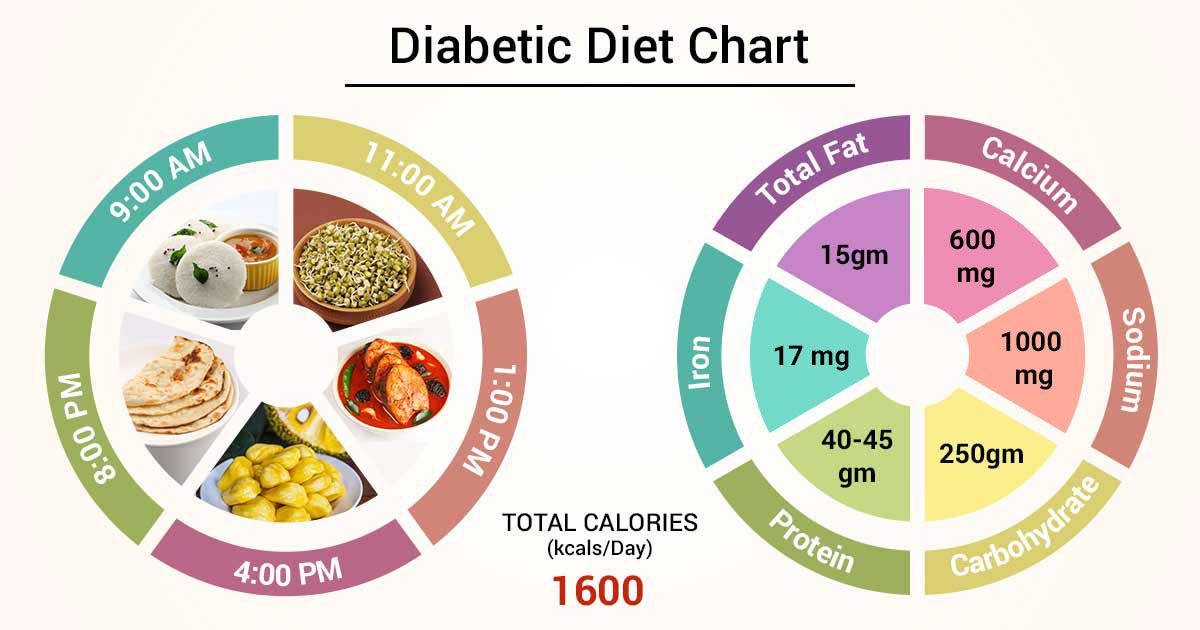 Diabetic Diet Chart
9:00 AM
11:00 AM
1:00 PM
4:00 PM
8:00 PM
TOTAL CALORIES
(kcals/Day)
1600
Total Fat
15gm
Calcium
600
mg
Sodium
1000
mg
Carbohydrate
250gm
Protein
40-45
gm
Iron
17 mg